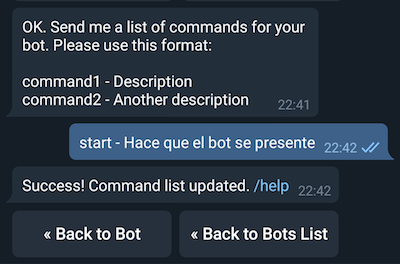 OK. Send me a list of commands for your
bot. Please use this format:
command1 - Description
command2 - Another description
22:41
start - Hace que el bot se presente 22:42
Success! Command list updated. /help 22:42
« Back to Bot
« Back to Bots List